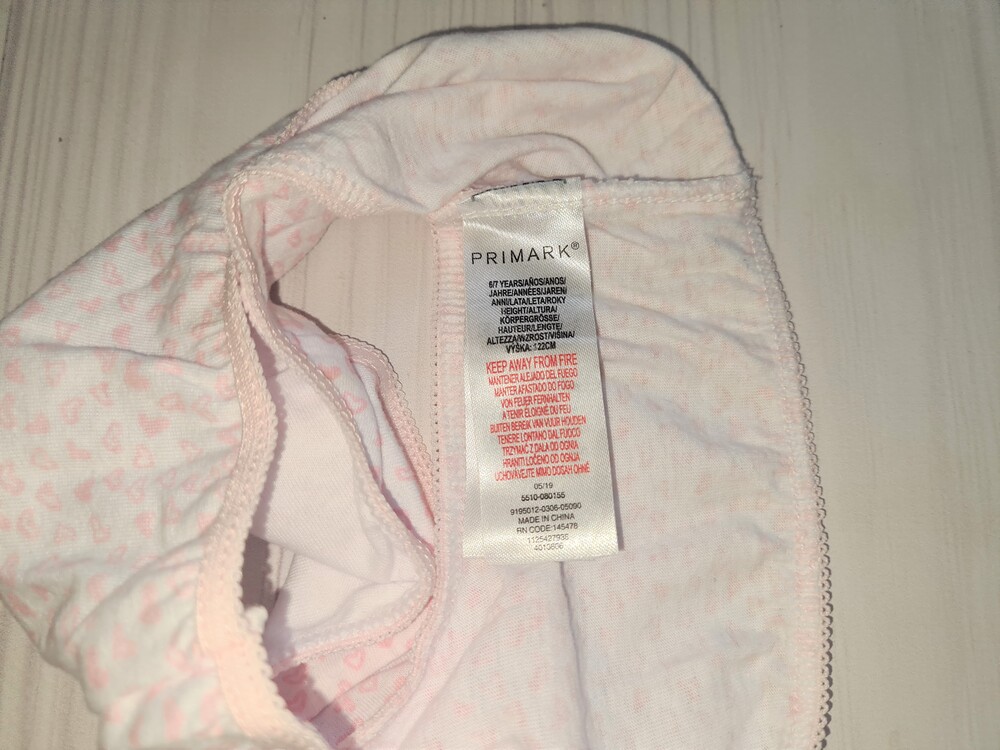 PRIMARK®
6/7 YEARS/AÑOS/ANOS/
JAHRE/ANNÉES/JAREN/
ANNI/LATA/LETA/ROKY
HEIGHT/ALTURA/
KÖRPERGRÖSSE/
HAUTEUR/LENGTE/
ALTEZZA/WZROST/VIŠINA/
VÝŠKA: 122CM
KEEP AWAY FROM FIRE
MANTENER ALEJADO DEL FUEGO
MANTER AFASTADO DO FOGO
VON FEUER FERNHALTEN
A TENIR ÉLOIGNÉ DU FEU
BUITEN BEREIK VAN VUUR HOUDEN
TENERE LONTANO DAL FUOCO
TRZYMAĆ Z DALA OD OGNIA
HRANITI LOČENO OD OGNJA
UCHOVÁVEJTE MIMO DOSAH OHNĚ
05/19
5510-080155
9195012-0306-05090
MADE IN CHINA
RN CODE:145478